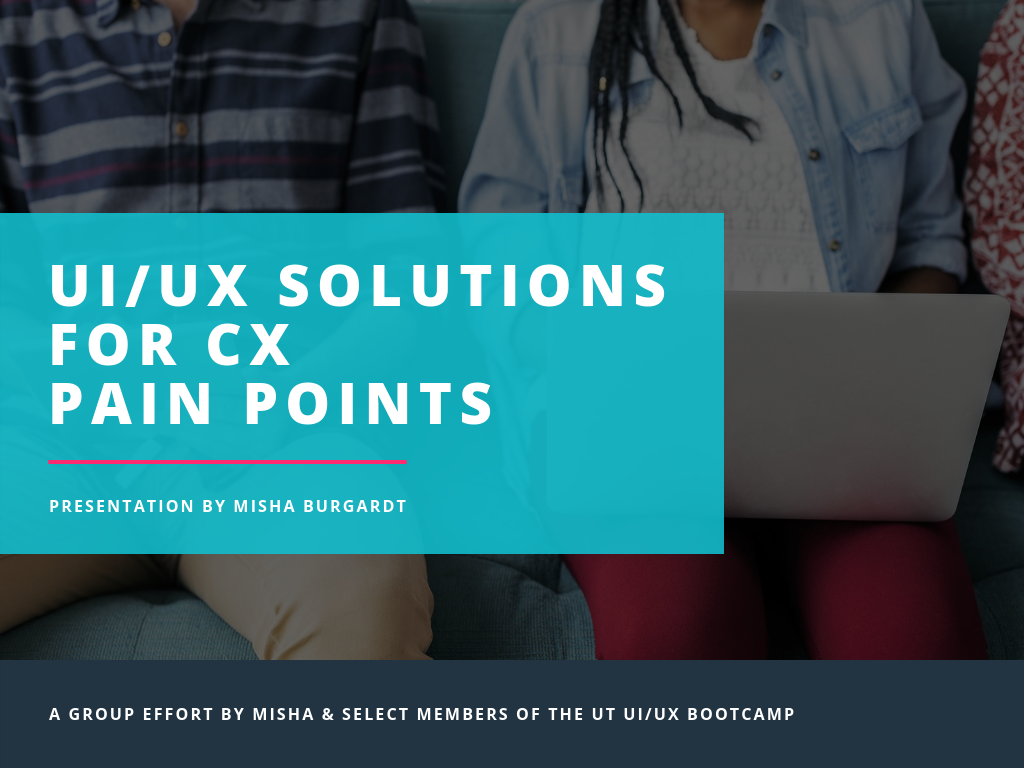 UI/UX SOLUTIONS
FOR CX
PAIN POINTS
PRESENTATION BY MISHA BURGARDT
A GROUP EFFORT BY MISHA & SELECT MEMBERS OF THE UT UI/UX BOOTCAMP